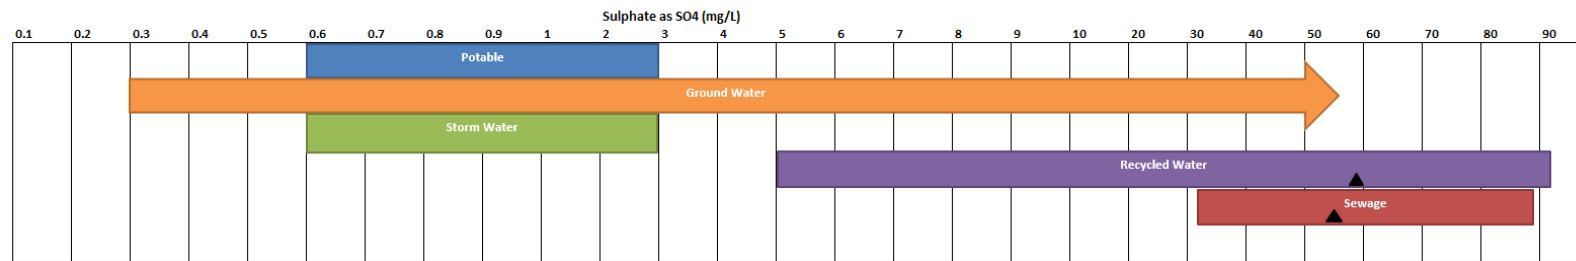 Sulphate as SO4 (mg/L)
0.1 0.2 0.3 0.4 0.5 0.6 0.7 0.8 0.9 1 2 3 4 5 6 7 8 9 10 20 30 40 50 60 70 80 90
Potable
Ground Water
Storm Water
Recycled Water
Sewage